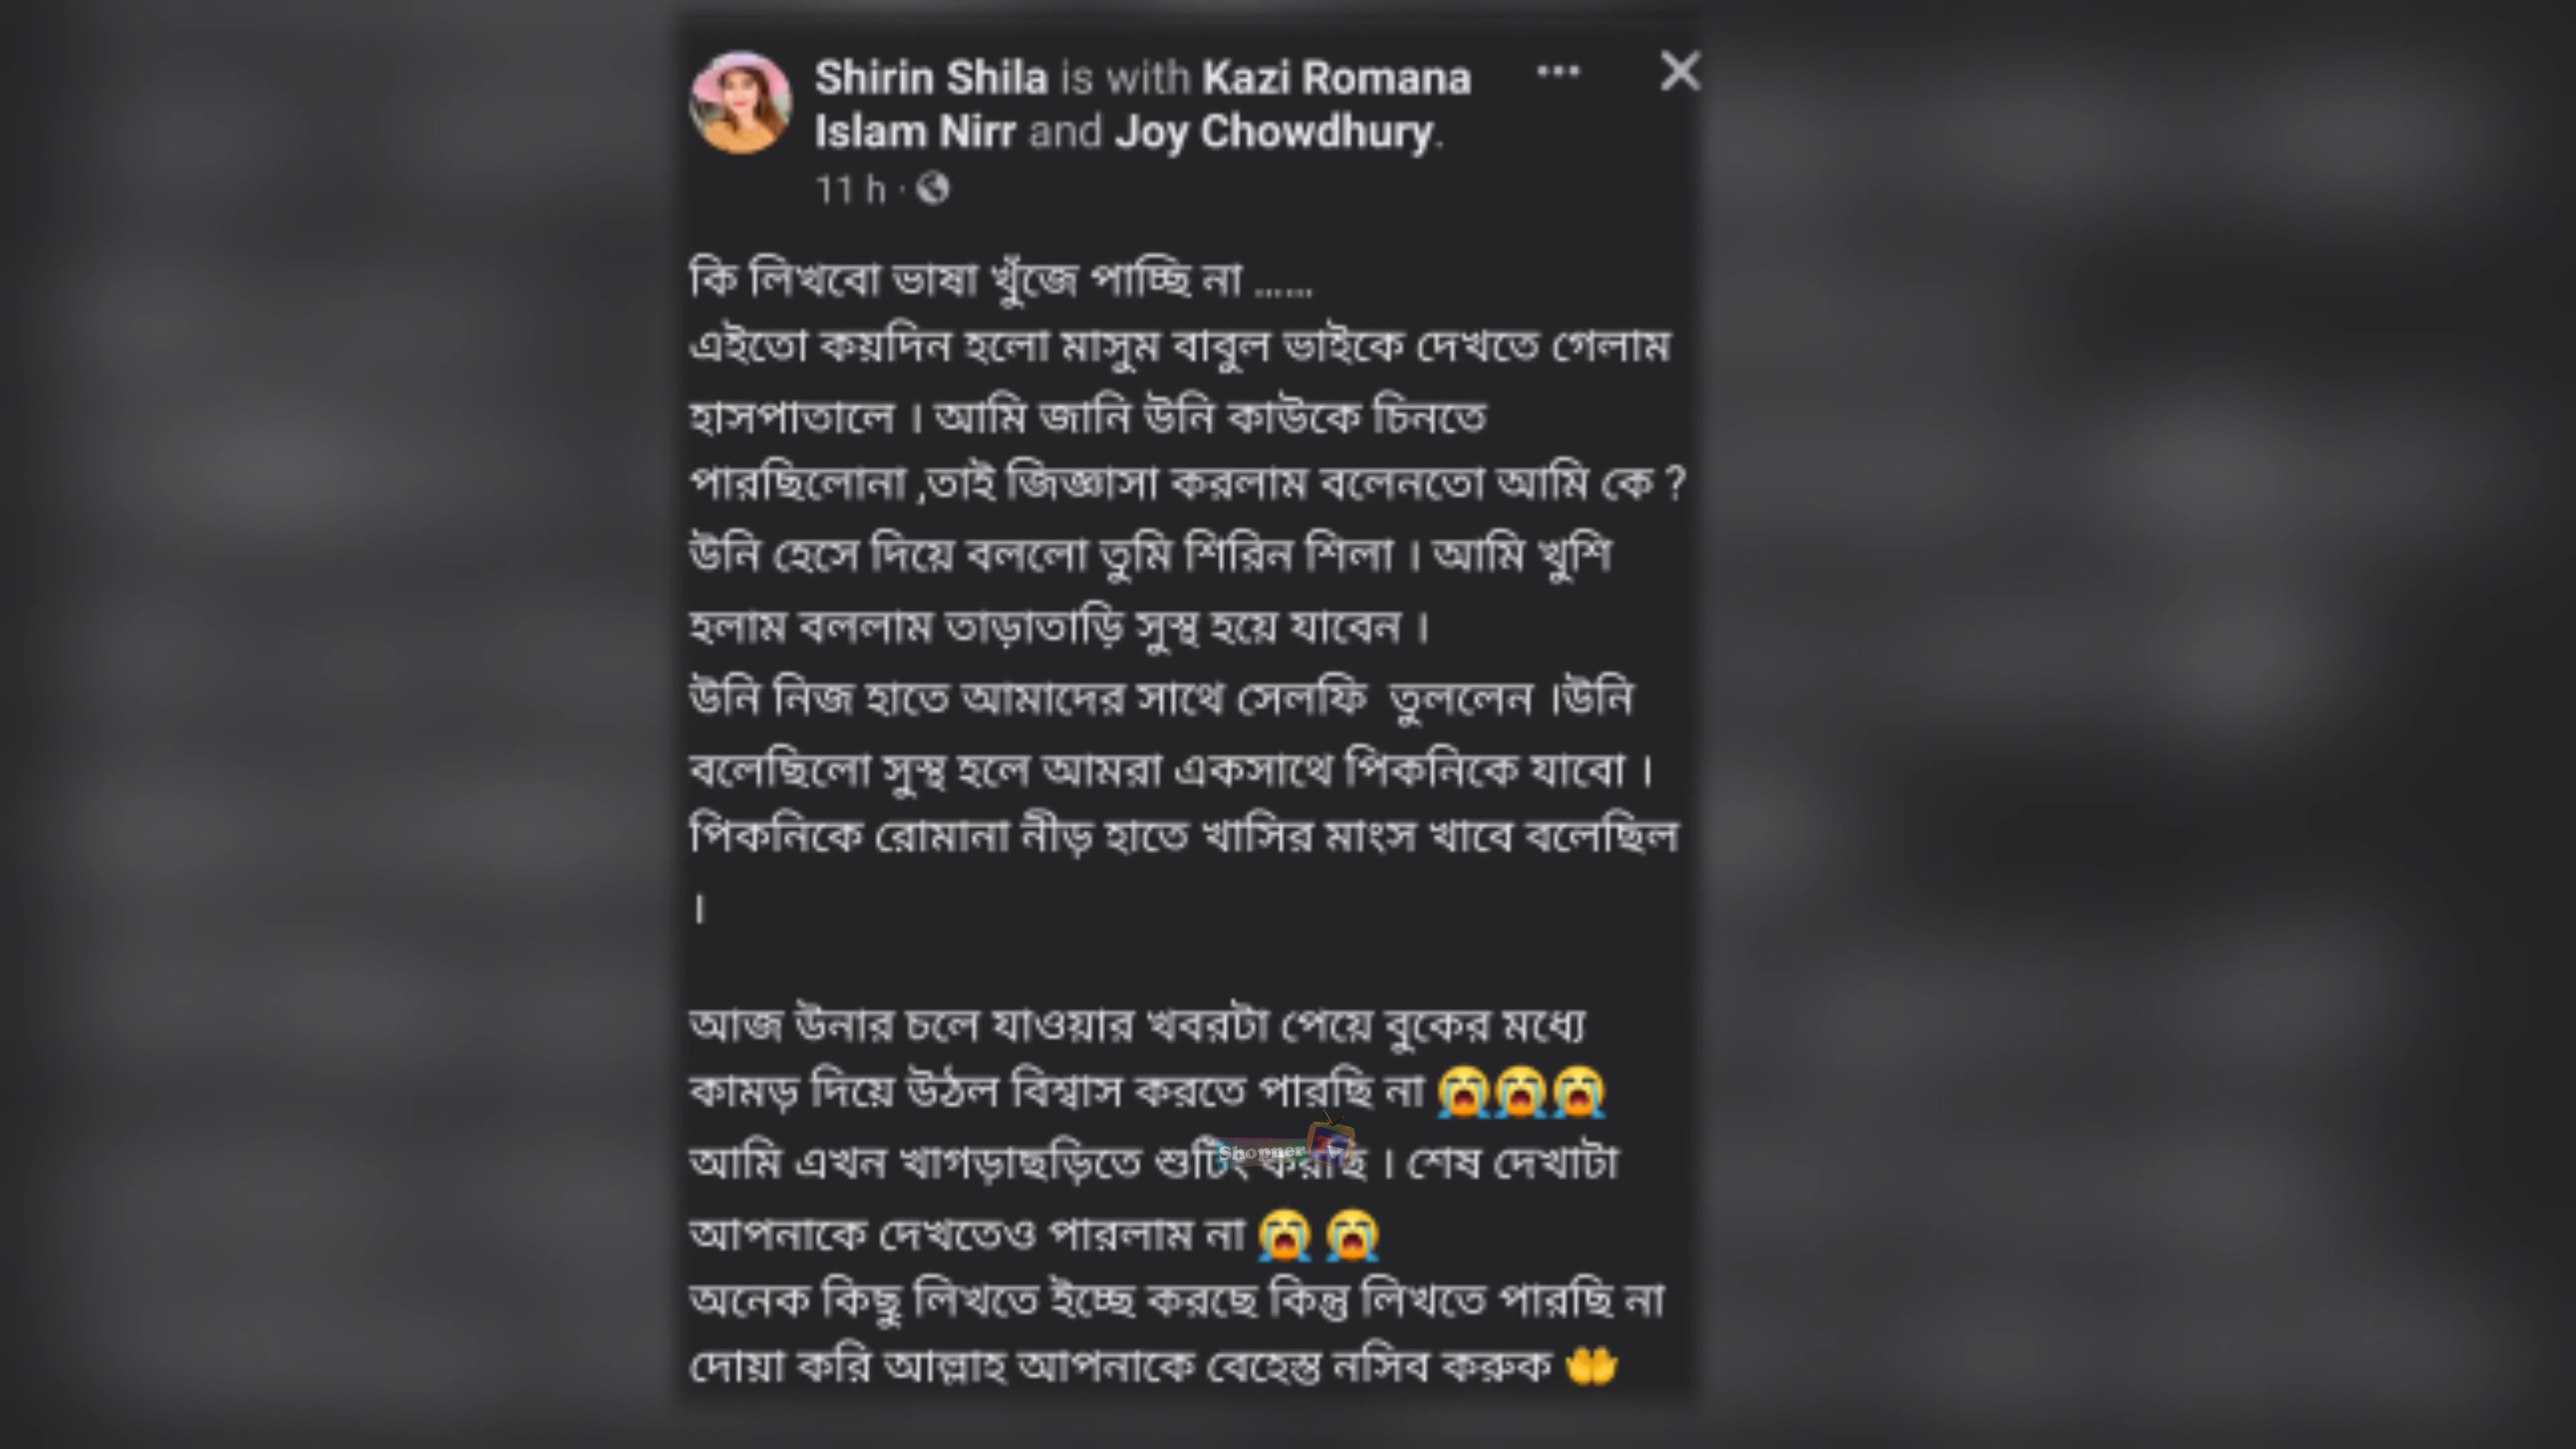 Shirin Shila is with Kazi Romana
Islam Nirr and Joy Chowdhury.
11 h ·
কি লিখবো ভাষা খুঁজে পাচ্ছি না ......
এইতো কয়দিন হলো মাসুম বাবুল ভাইকে দেখতে গেলাম
হাসপাতালে । আমি জানি উনি কাউকে চিনতে
পারছিলোনা ,তাই জিজ্ঞাসা করলাম বলেনতো আমি কে ?
উনি হেসে দিয়ে বললো তুমি শিরিন শিলা । আমি খুশি
হলাম বললাম তাড়াতাড়ি সুস্থ হয়ে যাবেন ।
উনি নিজ হাতে আমাদের সাথে সেলফি তুললেন ।উনি
বলেছিলো সুস্থ হলে আমরা একসাথে পিকনিকে যাবো ।
পিকনিকে রোমানা নীড় হাতে খাসির মাংস খাবে বলেছিল
।
আজ উনার চলে যাওয়ার খবরটা পেয়ে বুকের মধ্যে
কামড় দিয়ে উঠল বিশ্বাস করতে পারছি না 😭😭😭
আমি এখন খাগড়াছড়িতে শুটিং করছি । শেষ দেখাটা
Shopner TV
আপনাকে দেখতেও পারলাম না 😭 😭
অনেক কিছু লিখতে ইচ্ছে করছে কিন্তু লিখতে পারছি না
দোয়া করি আল্লাহ আপনাকে বেহেস্ত নসিব করুক 🤲